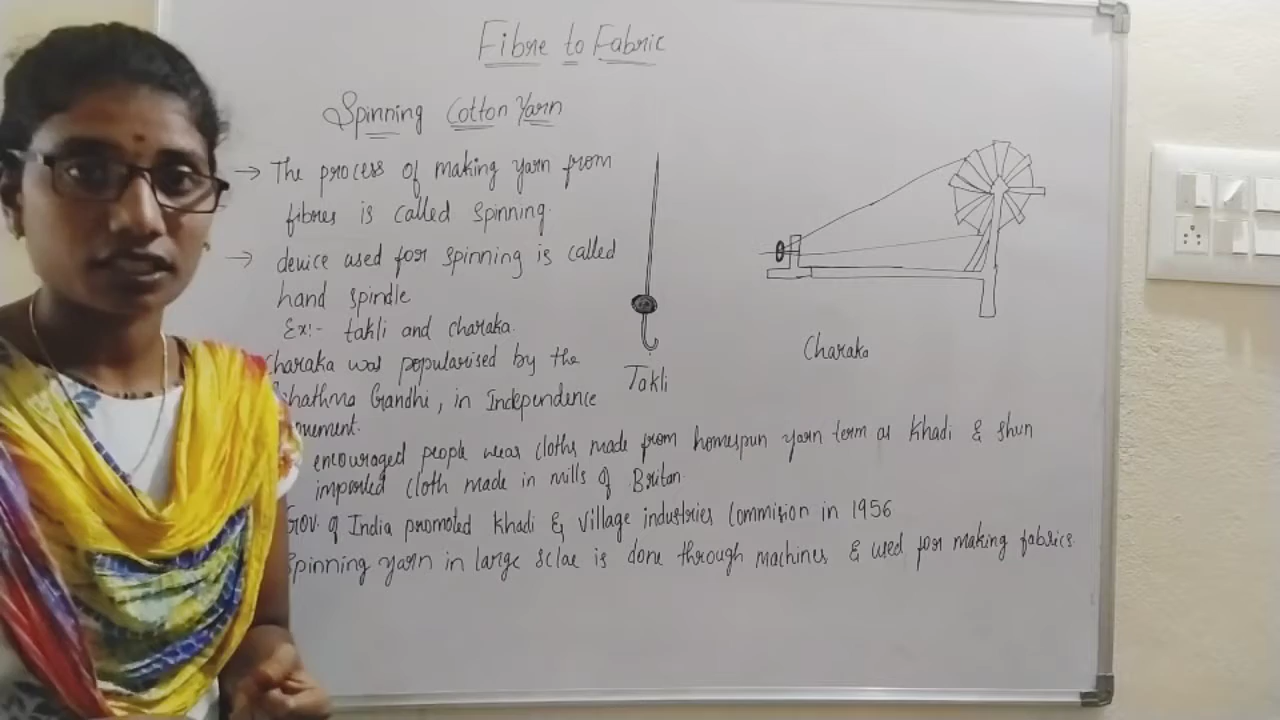 Fibre to Fabric
Spinning Cotton Yarn
→ The process of making yarn from
fibres is called spinning.
→ device used for spinning is called
hand spindle
Ex:- takli and charaka.
Charaka was popularised by the
Gandhi, in Independence
encouraged people wear cloths made from homespun yarn term as Khadi & shun
imported cloth made in mills of Britan.
Gov. of India promoted Khadi & Village industries Commision in 1956
Spinning yarn in large sclae is done through machines & used for making fabrics
Takli
Charaka